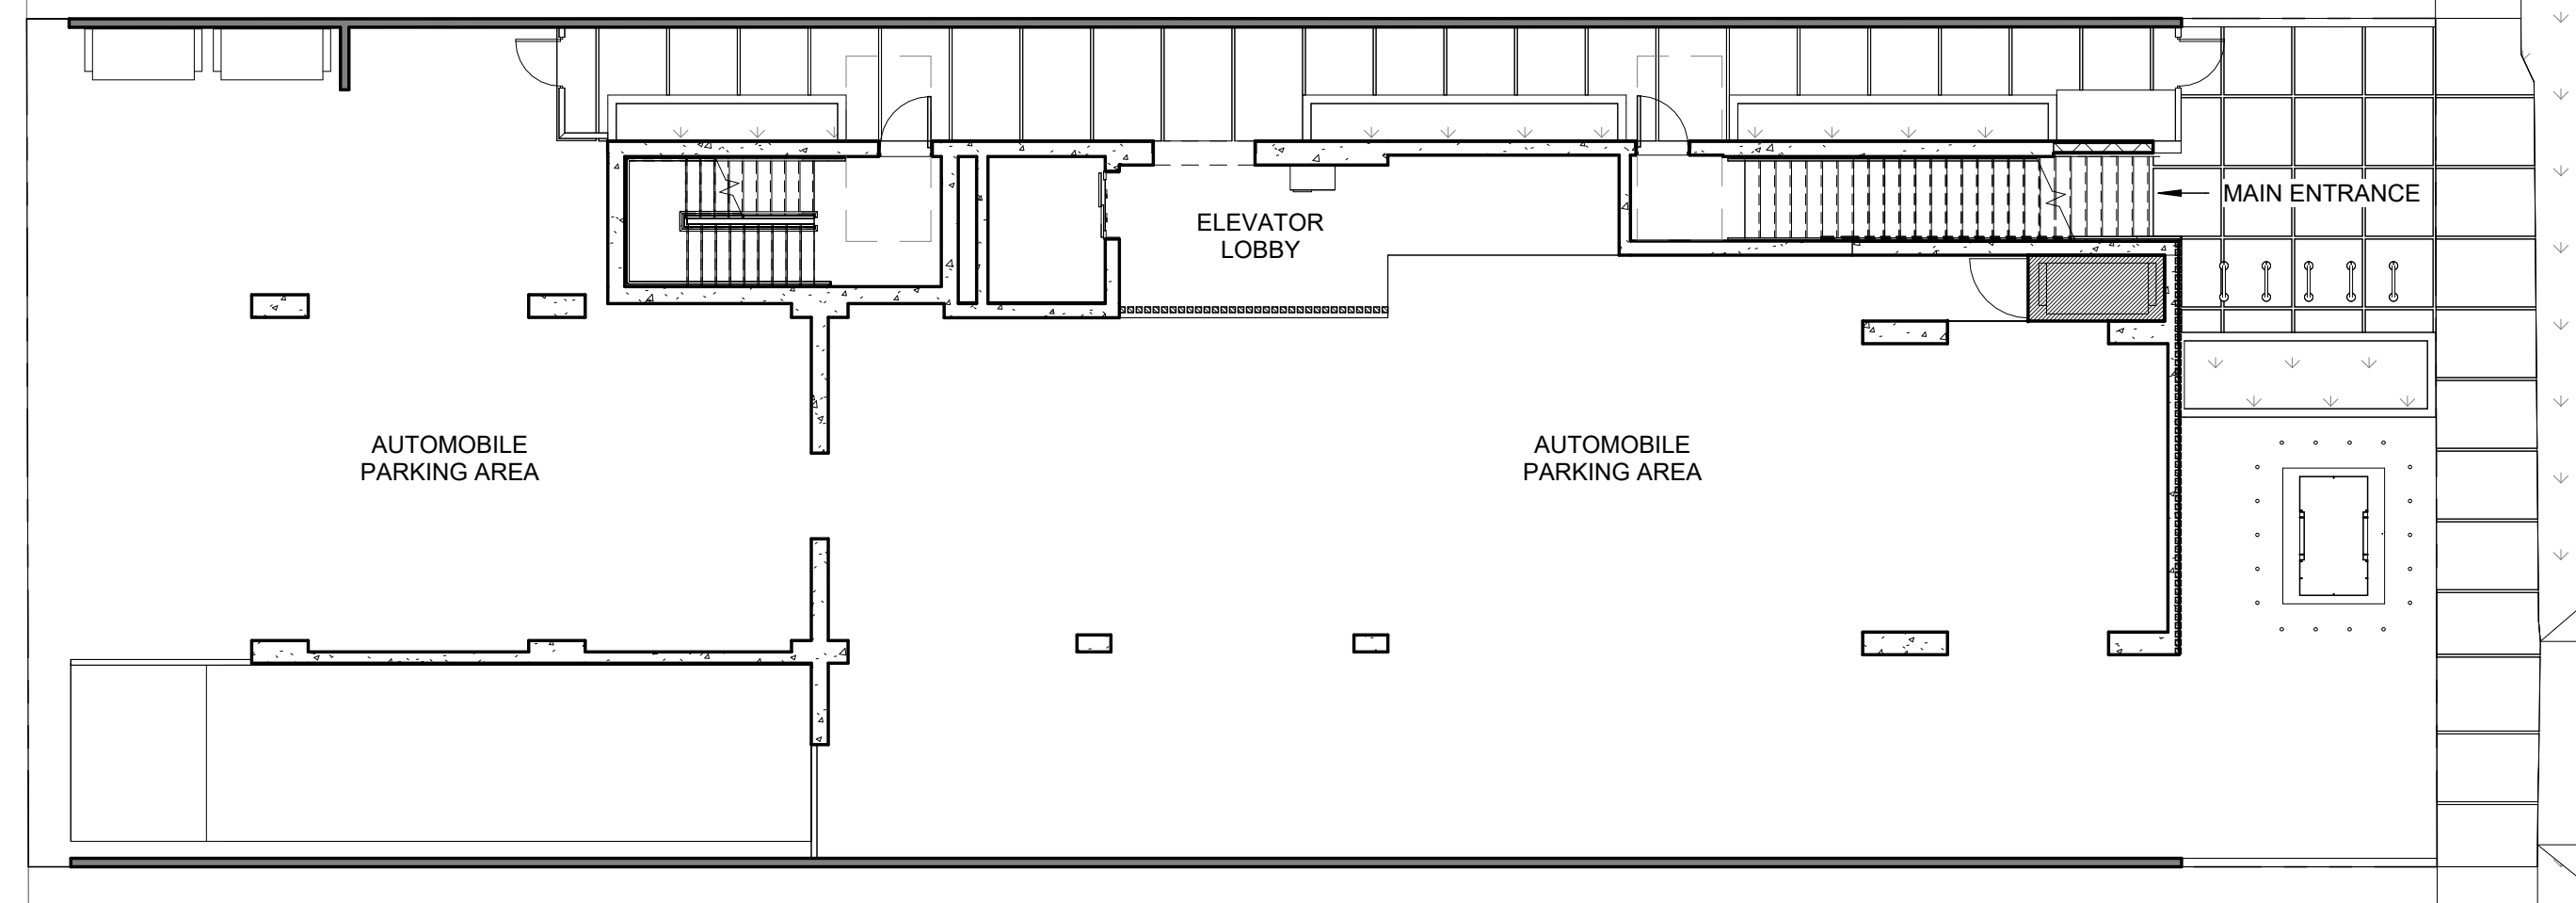 MAIN ENTRANCE
ELEVATOR
LOBBY
AUTOMOBILE
PARKING AREA
AUTOMOBILE
PARKING AREA